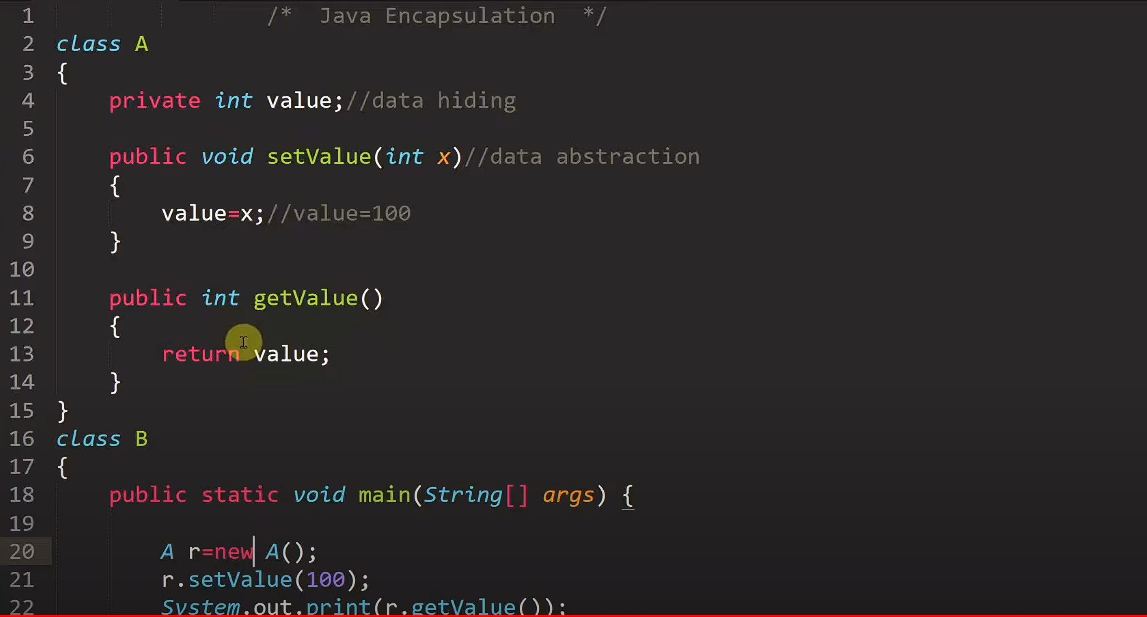 1 /* Java Encapsulation */
2 class A
3 {
4 private int value;//data hiding
5
6 public void setValue(int x)//data abstraction
7 {
8 value=x;//value=100
9 }
10
11 public int getValue()
12 {
13 return value;
14 }
15 }
16 class B
17 {
18 public static void main(String[] args) {
19
20 A r=new A();
21 r.setValue(100);
22 System.out.print(r.getValue());